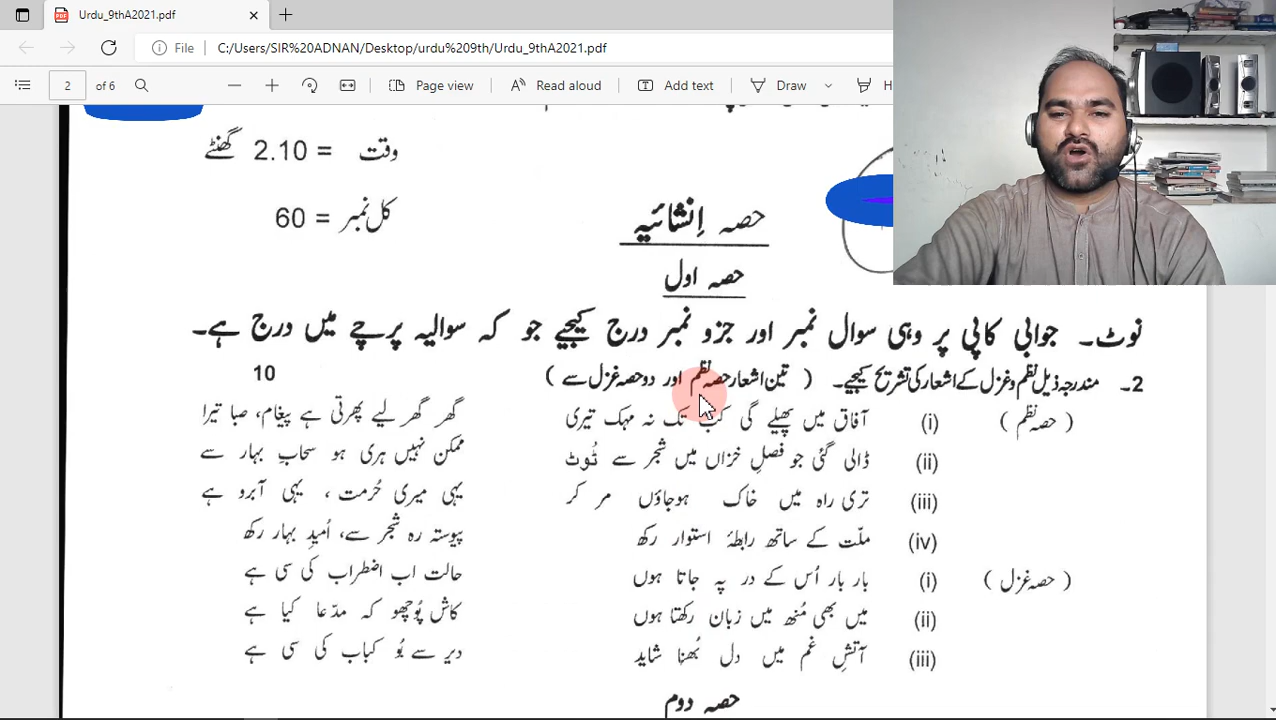 Urdu_9thA2021.pdf
File C:/Users/SIR%20ADNAN/Desktop/urdu%209th/Urdu_9thA2021.pdf
2 of 6 Page view Read aloud Add text Draw
وقت = 2.10 گھنٹے
کل نمبر = 60
حصہ اِنشائیہ
حصہ اول
نوٹ۔ جوابی کاپی پر وہی سوال نمبر اور جزو نمبر درج کیجیے جو کہ سوالیہ پرچے میں درج ہے۔
2۔ مندرجہ ذیل نظم و غزل کے اشعار کی تشریح کیجیے۔ ( تین اشعار حصہ نظم اور دو حصہ غزل سے ) 10
( حصہ نظم ) (i) آفاق میں پھیلے گی کب تک نہ مہک تیری گھر گھر لیے پھرتی ہے پیغام، صبا تیرا
(ii) ڈالی گئی جو فصلِ خزاں میں شجر سے ٹُوٹ ممکن نہیں ہری ہو سحابِ بہار سے
(iii) تری راہ میں خاک ہوجاؤں مر کر یہی میری حُرمت ، یہی آبرو ہے
(iv) ملّت کے ساتھ رابطۂ استوار رکھ پیوستہ رہ شجر سے، اُمیدِ بہار رکھ
( حصہ غزل ) (i) بار بار اُس کے در پہ جاتا ہوں حالت اب اضطراب کی سی ہے
(ii) میں بھی مُنھ میں زبان رکھتا ہوں کاش پُوچھو کہ مدّعا کیا ہے
(iii) آتشِ غم میں دل بُھنا شاید دیر سے بُو کباب کی سی ہے
حصہ دوم